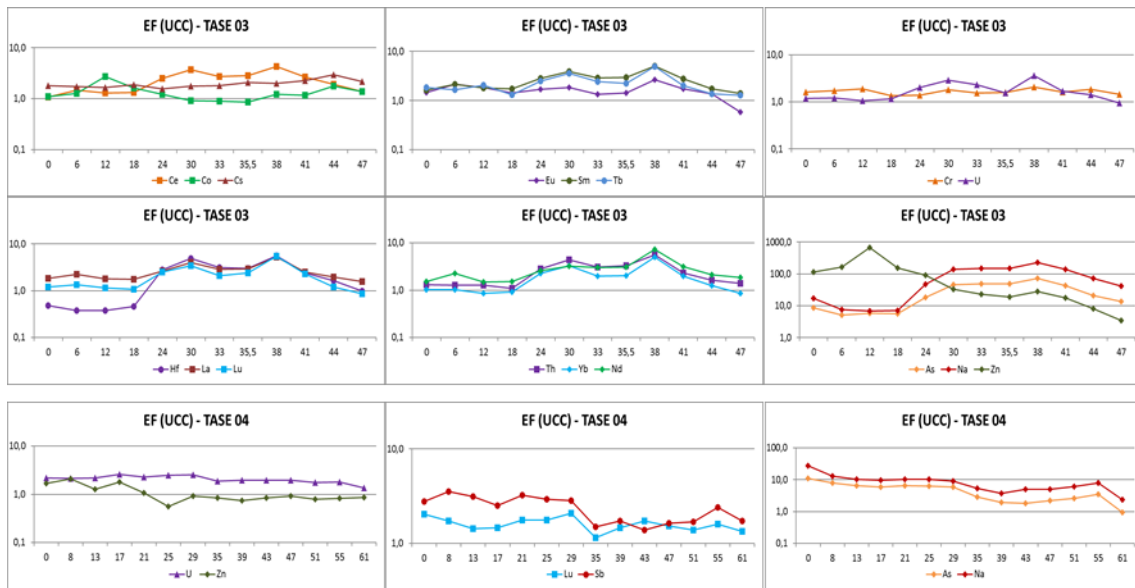 EF (UCC) - TASE 03
10,0
1,0
0,1
0 6 12 18 24 30 33 35,5 38 41 44 47
Ce Co Cs
EF (UCC) - TASE 03
10,0
1,0
0,1
0 6 12 18 24 30 33 35,5 38 41 44 47
Eu Sm Tb
EF (UCC) - TASE 03
10,0
1,0
0,1
0 6 12 18 24 30 33 35,5 38 41 44 47
Cr U
EF (UCC) - TASE 03
10,0
1,0
0,1
0 6 12 18 24 30 33 35,5 38 41 44 47
Hf La Lu
EF (UCC) - TASE 03
10,0
1,0
0,1
0 6 12 18 24 30 33 35,5 38 41 44 47
Th Yb Nd
EF (UCC) - TASE 03
1000,0
100,0
10,0
1,0
0 6 12 18 24 30 33 35,5 38 41 44 47
As Na Zn
EF (UCC) - TASE 04
10,0
1,0
0,1
0 8 13 17 21 25 29 35 39 43 47 51 55 61
U Zn
EF (UCC) - TASE 04
10,0
1,0
0 8 13 17 21 25 29 35 39 43 47 51 55 61
Lu Sb
EF (UCC) - TASE 04
100,0
10,0
1,0
0,1
0 8 13 17 21 25 29 35 39 43 47 51 55 61
As Na